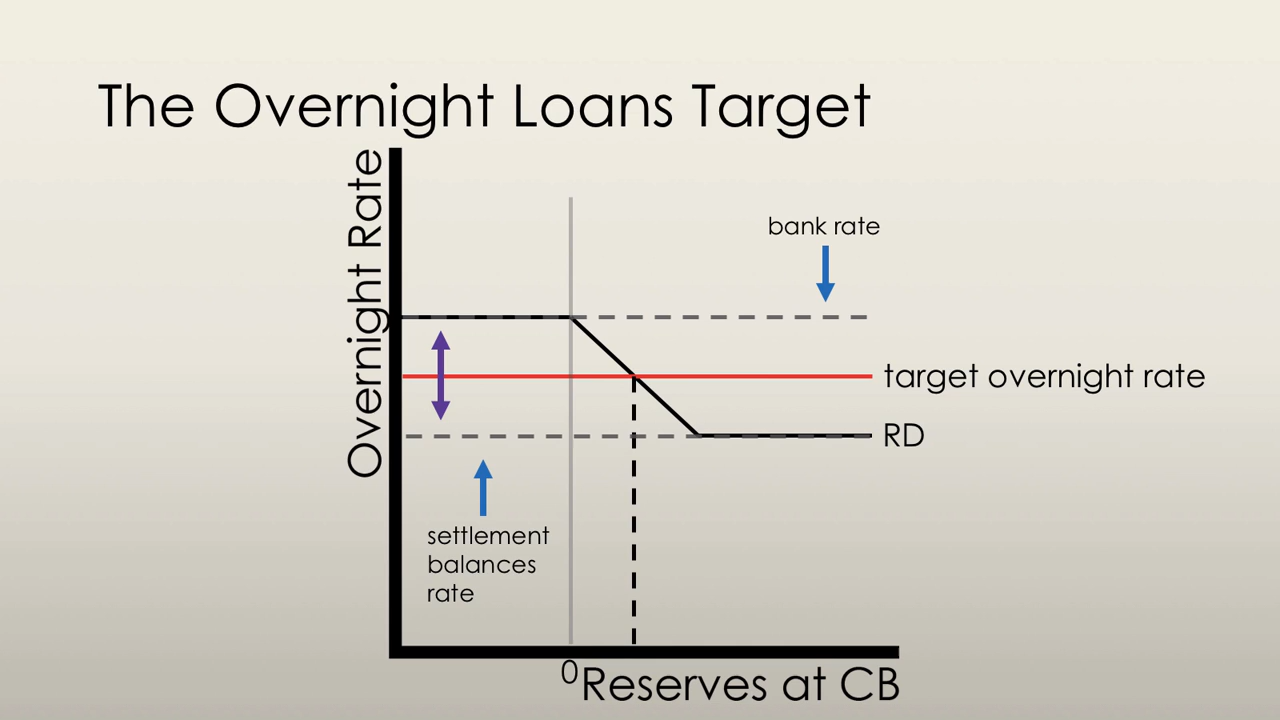 The Overnight Loans Target
Overnight Rate
bank rate
target overnight rate
RD
settlement
balances
rate
0
Reserves at CB